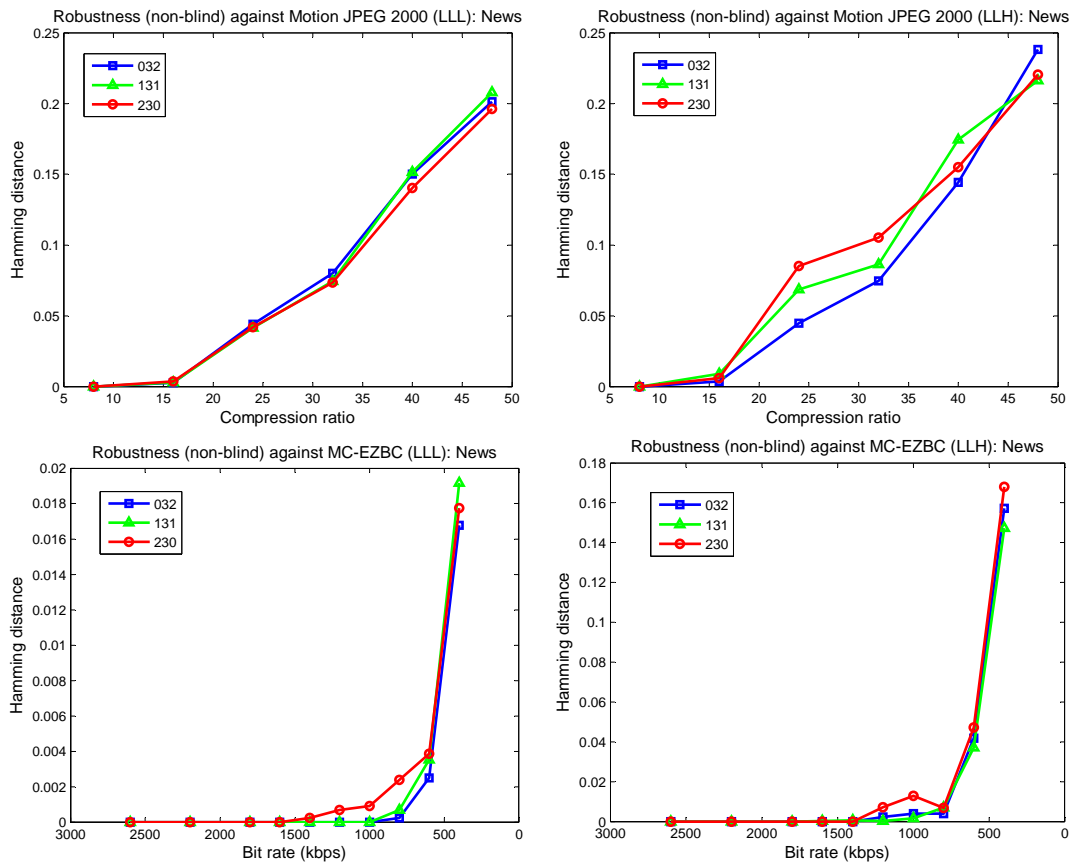 Robustness (non-blind) against Motion JPEG 2000 (LLL): News
0.25
0.2
0.15
0.1
0.05
0
Hamming distance
032
131
230
5 10 15 20 25 30 35 40 45 50
Compression ratio
Robustness (non-blind) against Motion JPEG 2000 (LLH): News
0.25
0.2
0.15
0.1
0.05
0
Hamming distance
032
131
230
5 10 15 20 25 30 35 40 45 50
Compression ratio
Robustness (non-blind) against MC-EZBC (LLL): News
0.02
0.018
0.016
0.014
0.012
0.01
0.008
0.006
0.004
0.002
0
Hamming distance
032
131
230
3000 2500 2000 1500 1000 500 0
Bit rate (kbps)
Robustness (non-blind) against MC-EZBC (LLH): News
0.18
0.16
0.14
0.12
0.1
0.08
0.06
0.04
0.02
0
Hamming distance
032
131
230
3000 2500 2000 1500 1000 500 0
Bit rate (kbps)